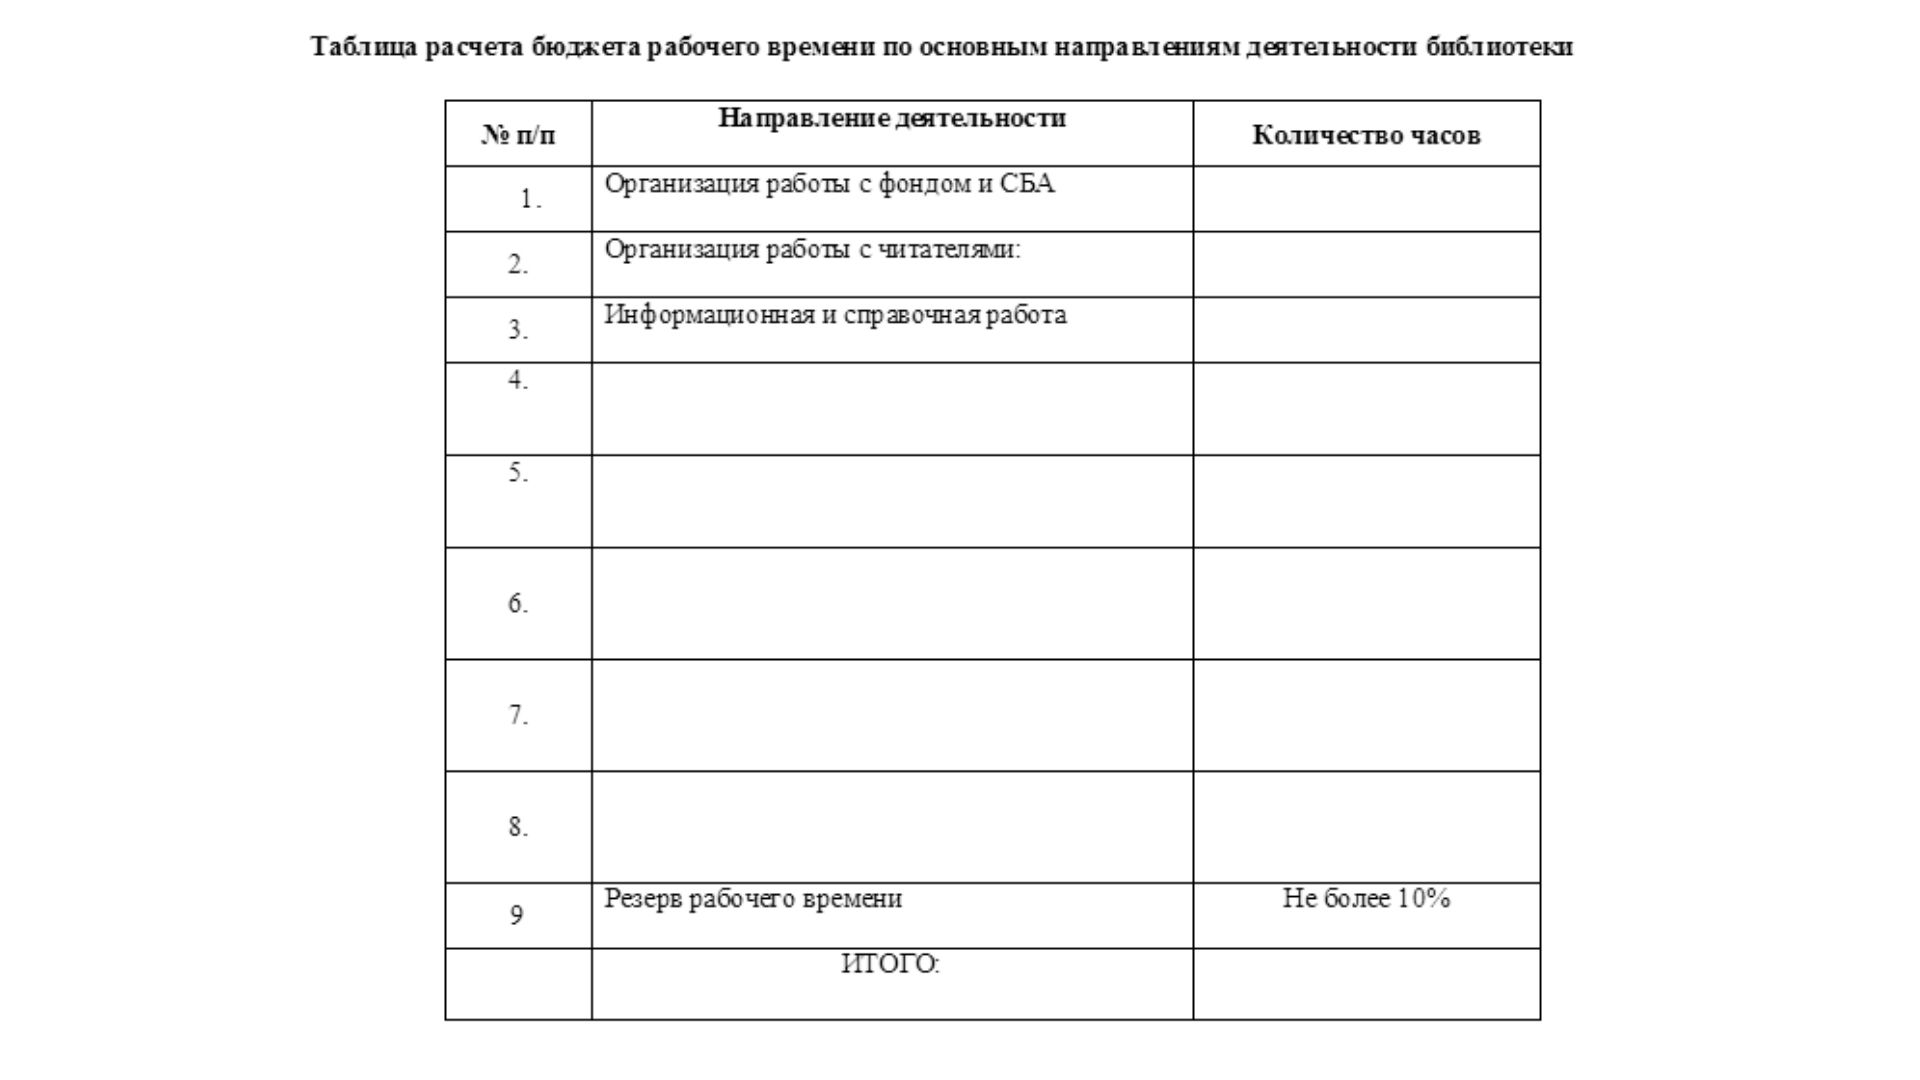 Таблица расчета бюджета рабочего времени по основным направлениям деятельности библиотеки
№ п/п Направление деятельности Количество часов
1. Организация работы с фондом и СБА
2. Организация работы с читателями:
3. Информационная и справочная работа
4.
5.
6.
7.
8.
9 Резерв рабочего времени Не более 10%
ИТОГО: